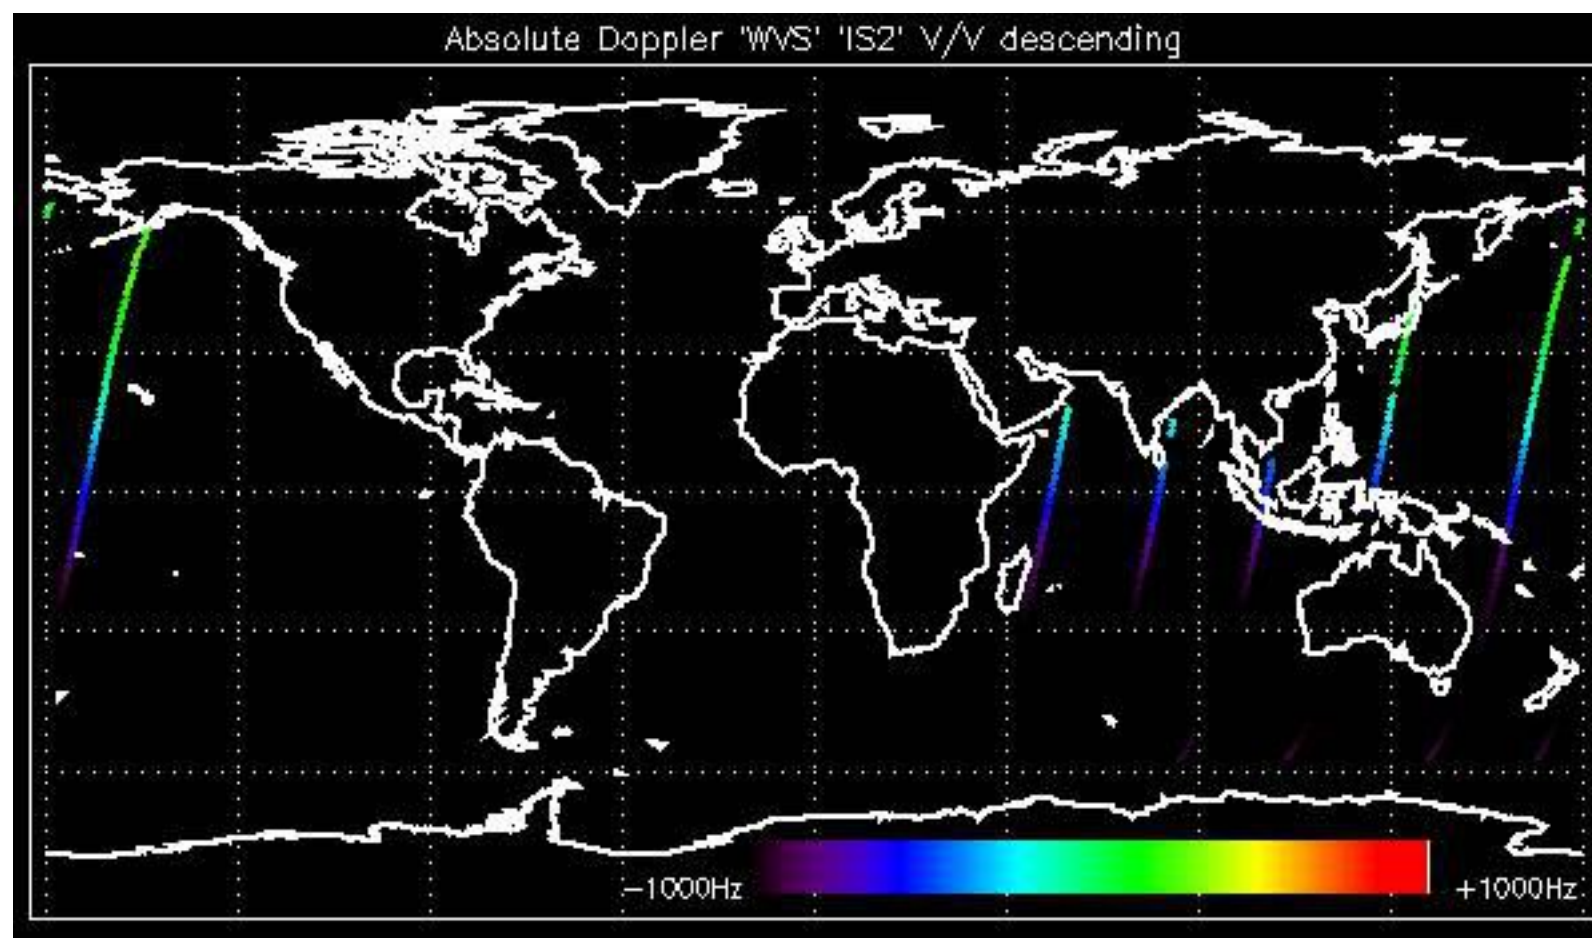 Absolute Doppler 'WVS' 'IS2' V/V descending
−1000Hz
+1000Hz